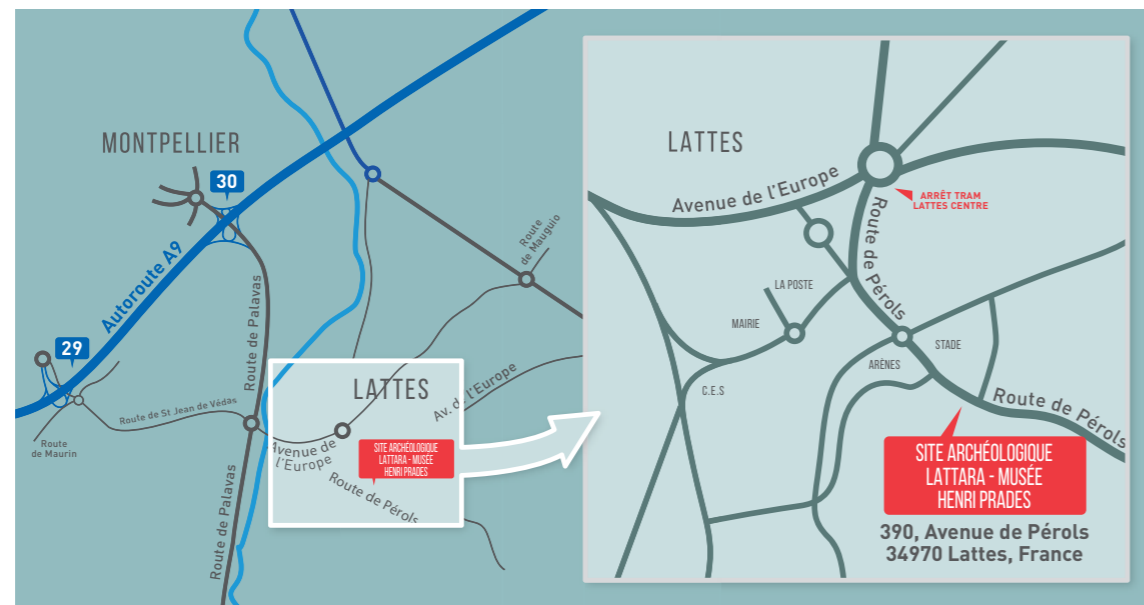 MONTPELLIER
30
Autoroute A9
29
Route de Palavas
Route
de Mauguio
Route de St Jean de Védas
Route
de Maurin
LATTES
Av. de l'Europe
Avenue de
l'Europe
SITE ARCHÉOLOGIQUE
LATTARA - MUSÉE
HENRI PRADES
Route de Pérols
Route de Palavas
LATTES
Avenue de l'Europe
ARRÊT TRAM
LATTES CENTRE
Route de Pérols
LA POSTE
MAIRIE
STADE
ARÈNES
C.E.S
Route de Pérols
SITE ARCHÉOLOGIQUE
LATTARA - MUSÉE
HENRI PRADES
390, Avenue de Pérols
34970 Lattes, France